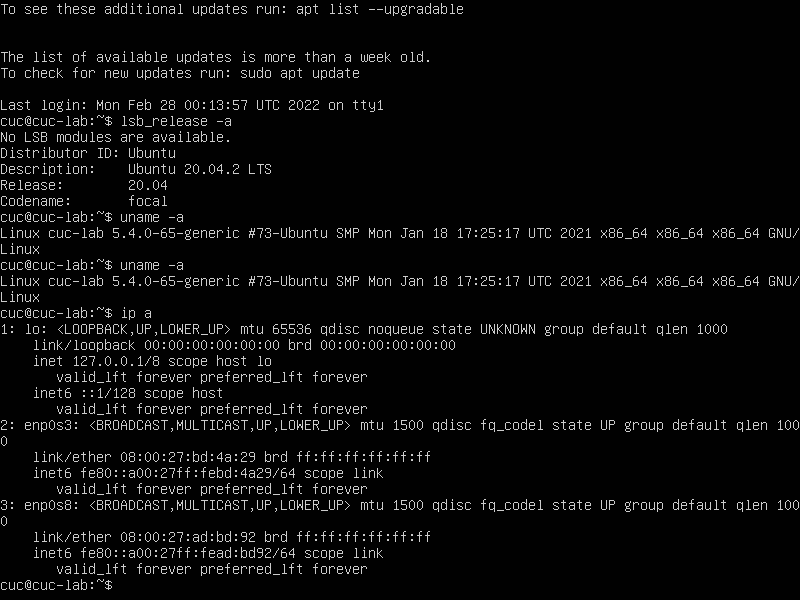 To see these additional updates run: apt list --upgradable
The list of available updates is more than a week old.
To check for new updates run: sudo apt update
Last login: Mon Feb 28 00:13:57 UTC 2022 on tty1
cuc@cuc-lab:~$ lsb_release -a
No LSB modules are available.
Distributor ID: Ubuntu
Description:    Ubuntu 20.04.2 LTS
Release:        20.04
Codename:       focal
cuc@cuc-lab:~$ uname -a
Linux cuc-lab 5.4.0-65-generic #73-Ubuntu SMP Mon Jan 18 17:25:17 UTC 2021 x86_64 x86_64 x86_64 GNU/
Linux
cuc@cuc-lab:~$ uname -a
Linux cuc-lab 5.4.0-65-generic #73-Ubuntu SMP Mon Jan 18 17:25:17 UTC 2021 x86_64 x86_64 x86_64 GNU/
Linux
cuc@cuc-lab:~$ ip a
1: lo: <LOOPBACK,UP,LOWER_UP> mtu 65536 qdisc noqueue state UNKNOWN group default qlen 1000
    link/loopback 00:00:00:00:00:00 brd 00:00:00:00:00:00
    inet 127.0.0.1/8 scope host lo
       valid_lft forever preferred_lft forever
    inet6 ::1/128 scope host
       valid_lft forever preferred_lft forever
2: enp0s3: <BROADCAST,MULTICAST,UP,LOWER_UP> mtu 1500 qdisc fq_codel state UP group default qlen 100
0
    link/ether 08:00:27:bd:4a:29 brd ff:ff:ff:ff:ff:ff
    inet6 fe80::a00:27ff:febd:4a29/64 scope link
       valid_lft forever preferred_lft forever
3: enp0s8: <BROADCAST,MULTICAST,UP,LOWER_UP> mtu 1500 qdisc fq_codel state UP group default qlen 100
0
    link/ether 08:00:27:ad:bd:92 brd ff:ff:ff:ff:ff:ff
    inet6 fe80::a00:27ff:fead:bd92/64 scope link
       valid_lft forever preferred_lft forever
cuc@cuc-lab:~$